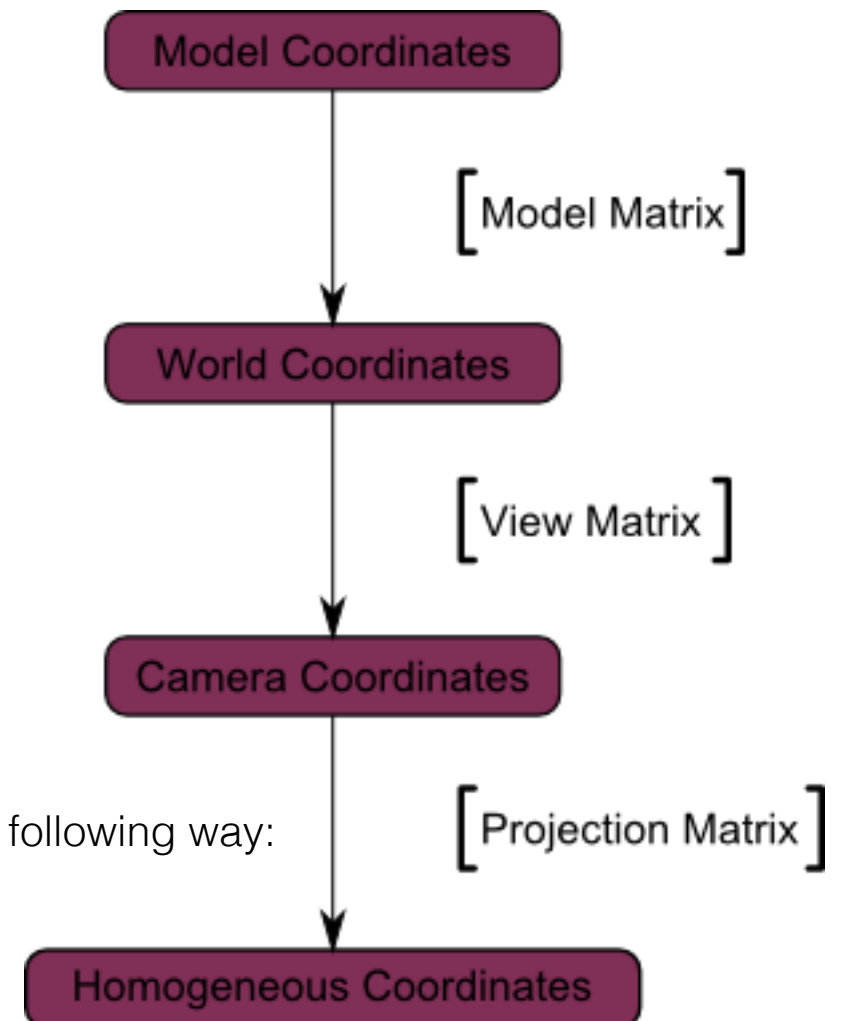 Model Coordinates
[Model Matrix]
World Coordinates
[View Matrix]
Camera Coordinates
following way:
[Projection Matrix]
Homogeneous Coordinates